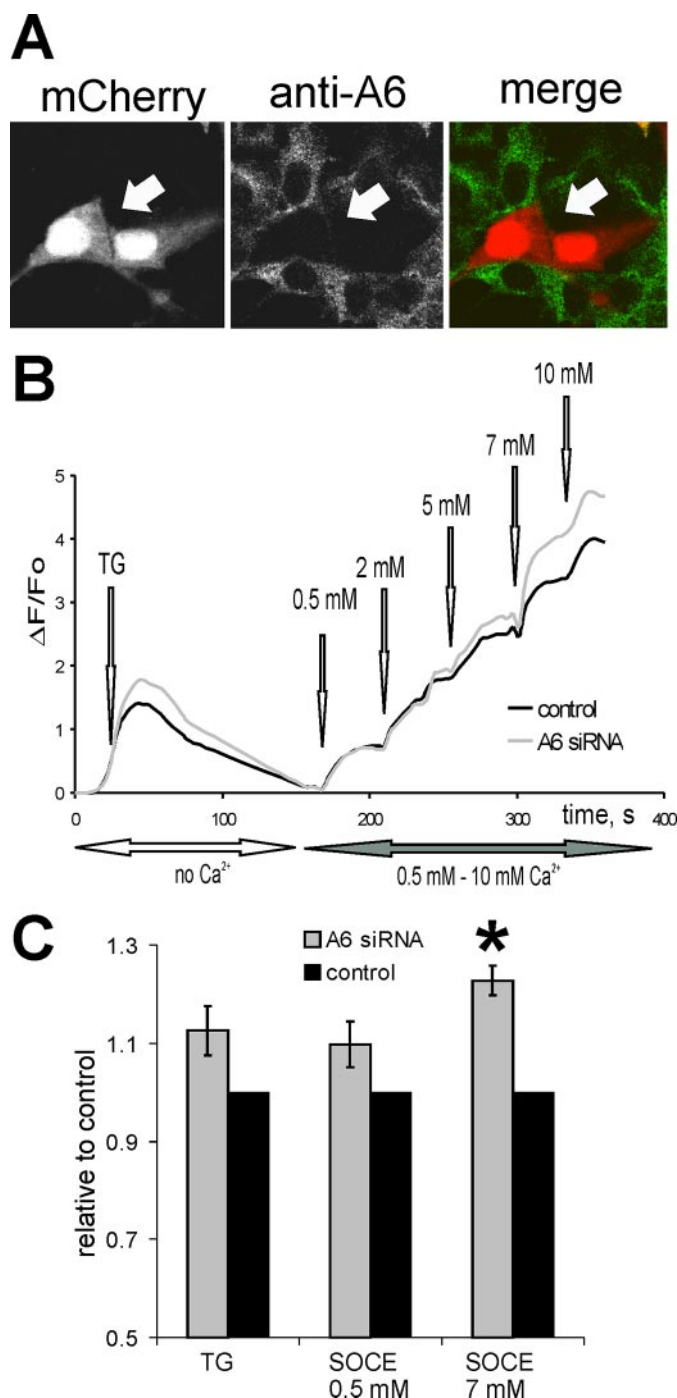 A
mCherry anti-A6 merge
B
10 mM
7 mM
5 mM
2 mM
0.5 mM
TG
ΔF/Fo
5
4
3
2
1
0
control
A6 siRNA
0 100 200 300 400
time, s
no Ca²⁺
0.5 mM - 10 mM Ca²⁺
C
A6 siRNA
control
*
relative to control
1.3
1.1
0.9
0.7
0.5
TG SOCE SOCE
0.5 mM 7 mM